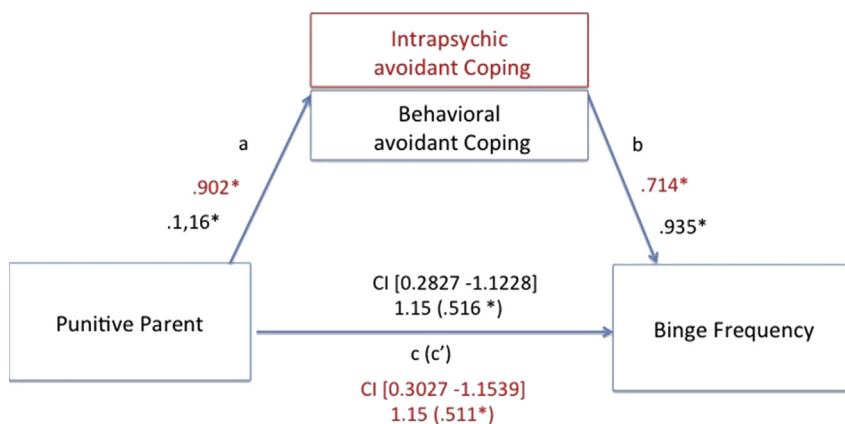 Intrapsychic
avoidant Coping
Behavioral
avoidant Coping
a
b
.902*
.714*
.1,16*
.935*
CI [0.2827 -1.1228]
1.15 (.516 *)
Punitive Parent
Binge Frequency
c (c’)
CI [0.3027 -1.1539]
1.15 (.511*)